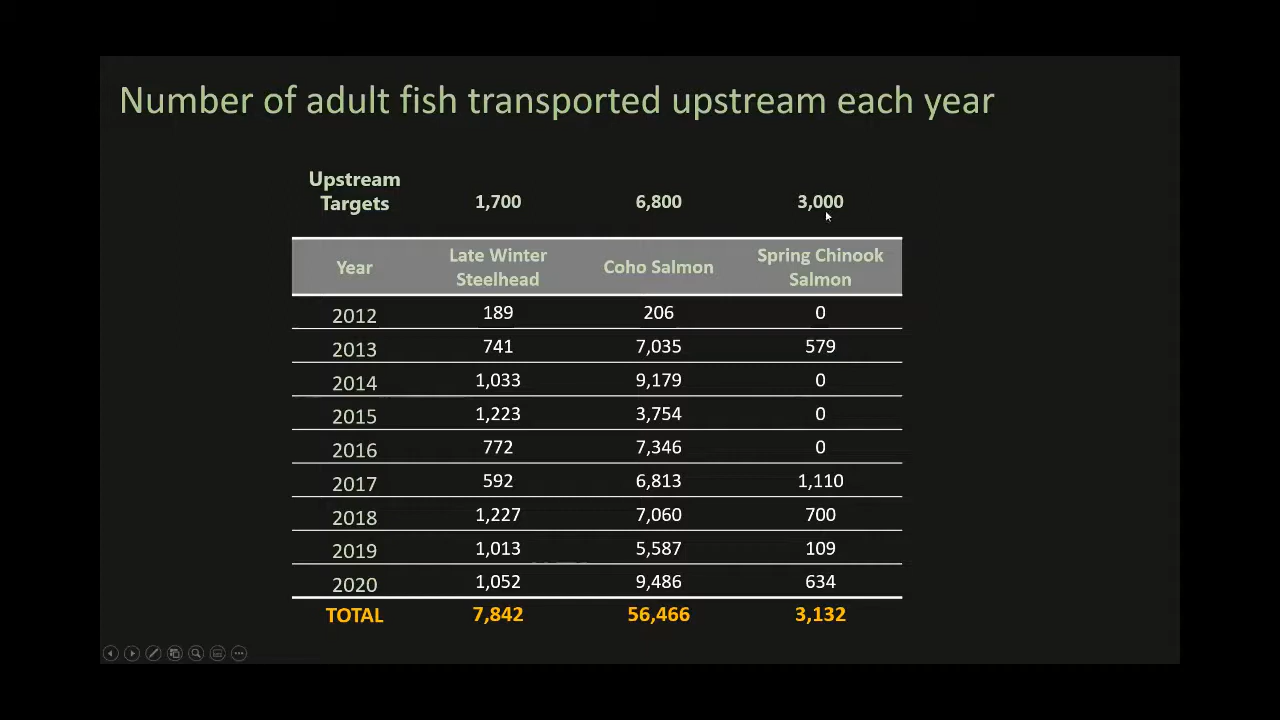 Number of adult fish transported upstream each year
Upstream
Targets 1,700 6,800 3,000
Year Late Winter Steelhead Coho Salmon Spring Chinook Salmon
2012 189 206 0
2013 741 7,035 579
2014 1,033 9,179 0
2015 1,223 3,754 0
2016 772 7,346 0
2017 592 6,813 1,110
2018 1,227 7,060 700
2019 1,013 5,587 109
2020 1,052 9,486 634
TOTAL 7,842 56,466 3,132